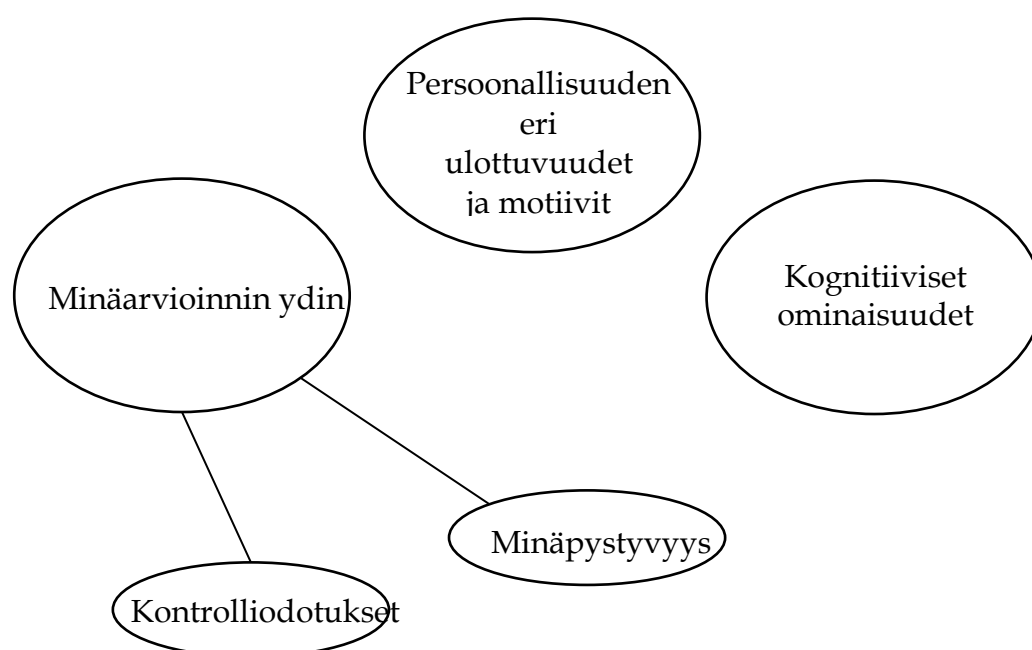 Persoonallisuuden
eri
ulottuvuudet
ja motiivit
Minäarvioinnin ydin
Kognitiiviset
ominaisuudet
Minäpystyvyys
Kontrolliodotukset